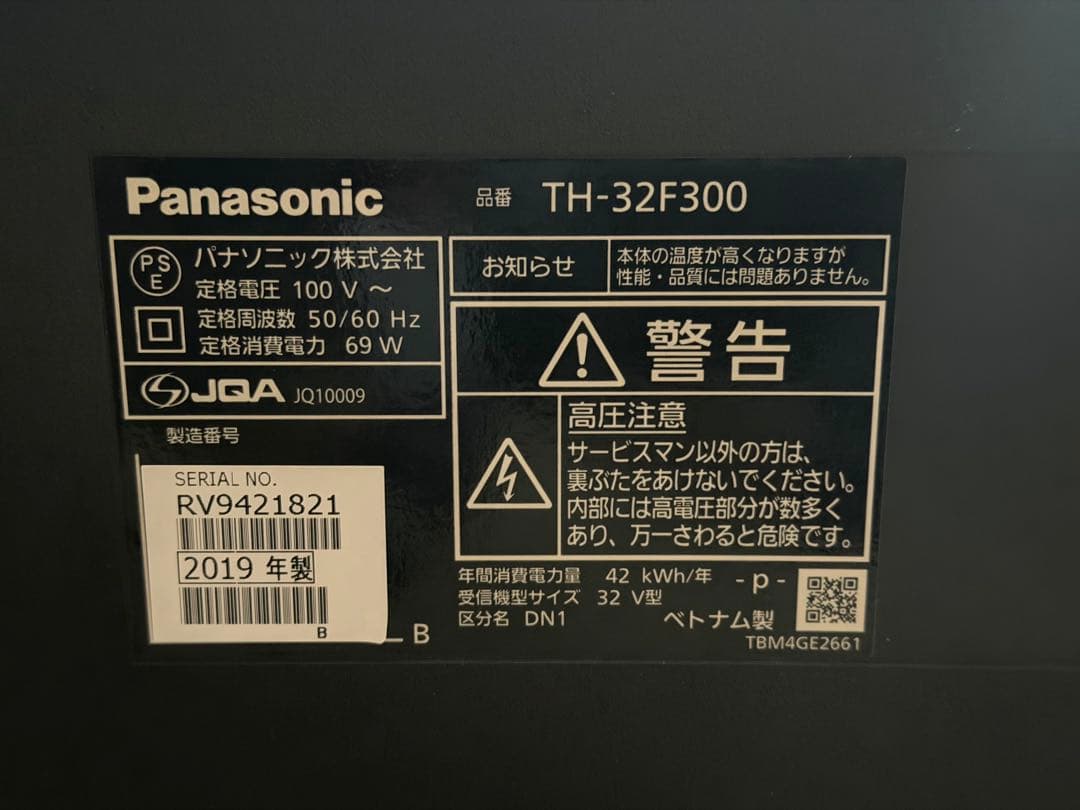 Panasonic
品番 TH-32F300
PS
E
パナソニック株式会社
定格電圧 100 V ～
定格周波数 50/60 Hz
定格消費電力 69 W
JQA JQ10009
製造番号
SERIAL NO.
RV9421821
2019 年製
B
B
お知らせ
本体の温度が高くなりますが
性能・品質には問題ありません。
警告
高圧注意
サービスマン以外の方は、
裏ぶたをあけないでください。
内部には高電圧部分が数多く
あり、万一さわると危険です。
年間消費電力量 42 kWh/年
受信機型サイズ 32 V型
区分名 DN1
- p -
ベトナム製
TBM4GE2661